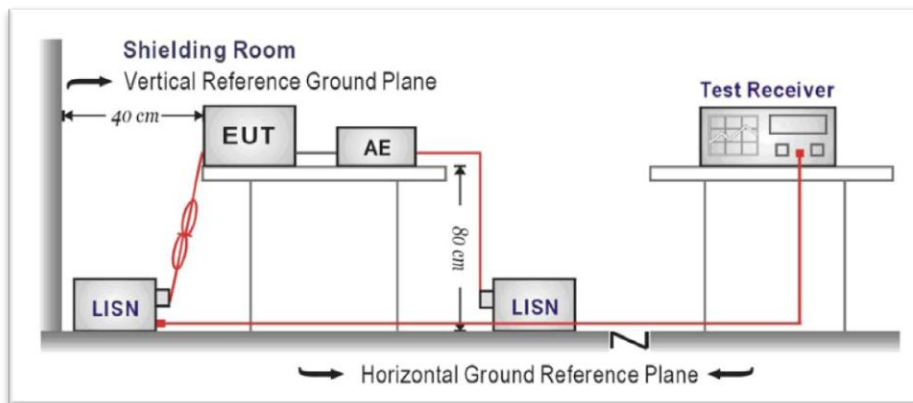 Shielding Room
Vertical Reference Ground Plane
Test Receiver
40 cm
EUT
AE
80 cm
LISN
LISN
Horizontal Ground Reference Plane